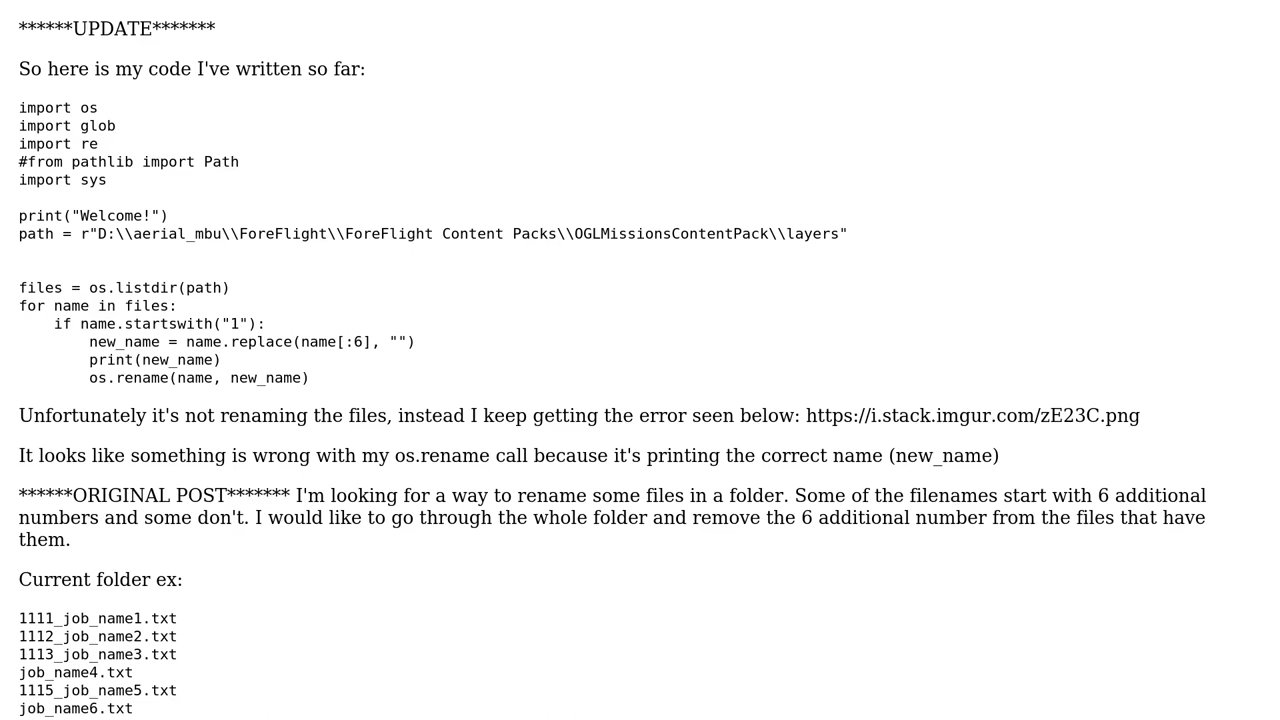 ******UPDATE*******
So here is my code I've written so far:
import os
import glob
import re
#from pathlib import Path
import sys
print("Welcome!")
path = r"D:\\aerial_mbu\\ForeFlight\\ForeFlight Content Packs\\OGLMissionsContentPack\\layers"
files = os.listdir(path)
for name in files:
    if name.startswith("1"):
        new_name = name.replace(name[:6], "")
        print(new_name)
        os.rename(name, new_name)
Unfortunately it's not renaming the files, instead I keep getting the error seen below: https://i.stack.imgur.com/zE23C.png
It looks like something is wrong with my os.rename call because it's printing the correct name (new_name)
******ORIGINAL POST******* I'm looking for a way to rename some files in a folder. Some of the filenames start with 6 additional
numbers and some don't. I would like to go through the whole folder and remove the 6 additional number from the files that have
them.
Current folder ex:
1111_job_name1.txt
1112_job_name2.txt
1113_job_name3.txt
job_name4.txt
1115_job_name5.txt
job_name6.txt